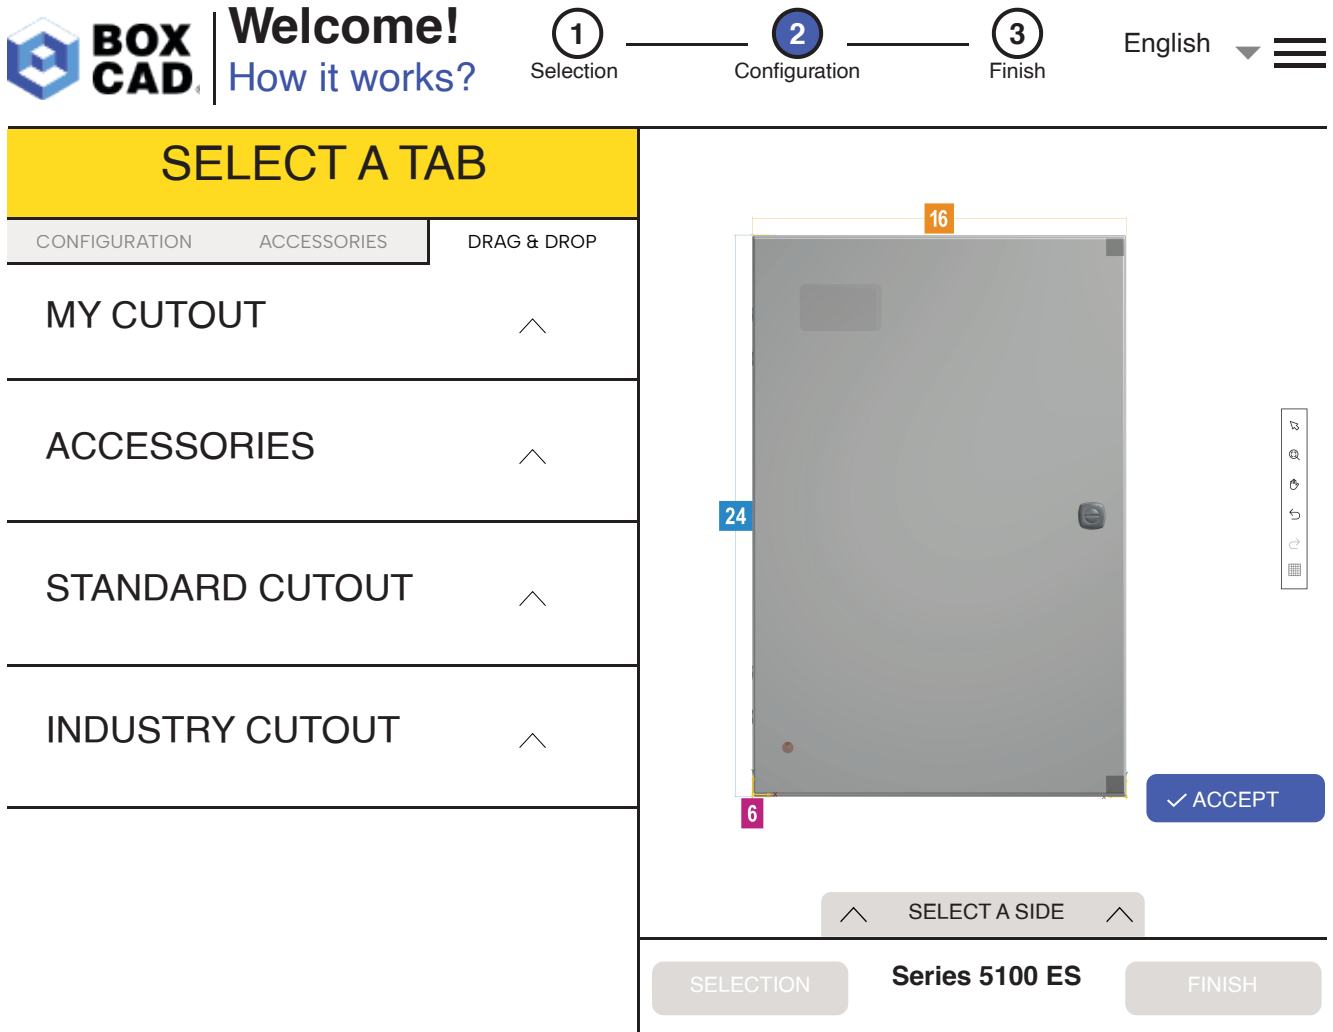 BOX
CAD
Welcome!
How it works?
1
Selection
2
Configuration
3
Finish
English
SELECT A TAB
CONFIGURATION
ACCESSORIES
DRAG & DROP
MY CUTOUT
ACCESSORIES
STANDARD CUTOUT
INDUSTRY CUTOUT
16
24
6
ACCEPT
SELECT A SIDE
SELECTION
Series 5100 ES
FINISH